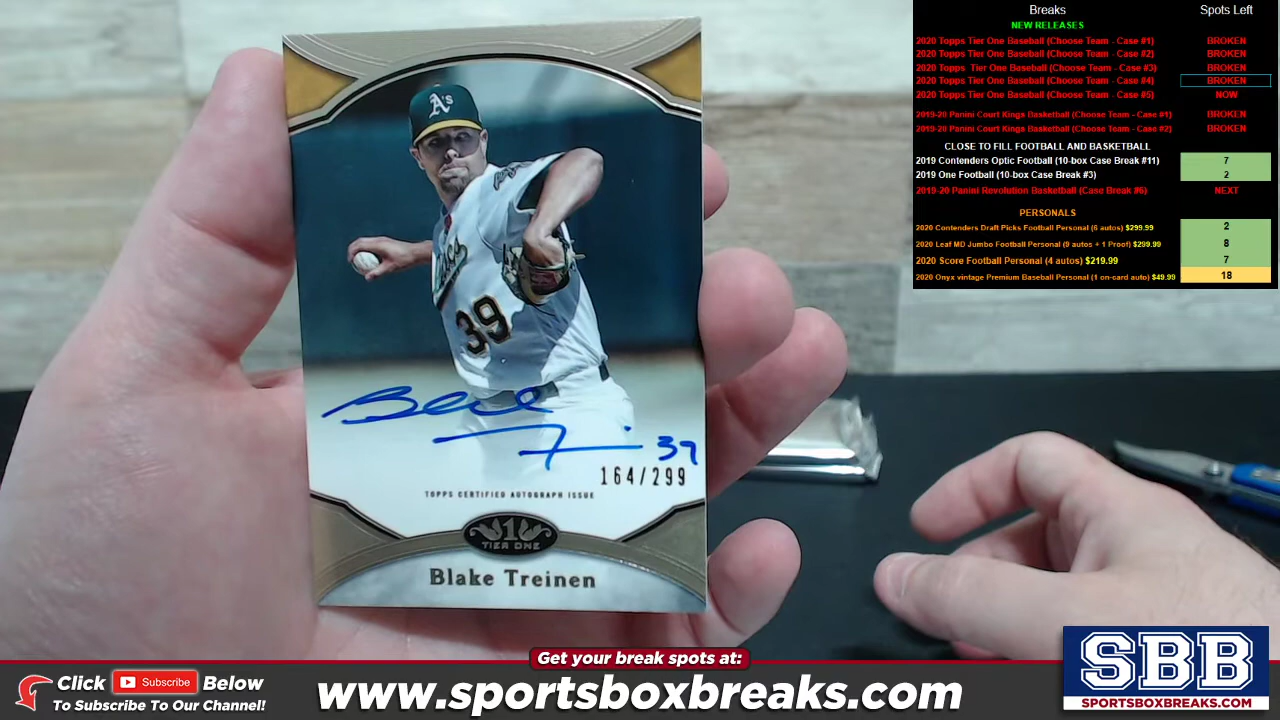 Breaks Spots Left
NEW RELEASES
2020 Topps Tier One Baseball (Choose Team - Case #1) BROKEN
2020 Topps Tier One Baseball (Choose Team - Case #2) BROKEN
2020 Topps Tier One Baseball (Choose Team - Case #3) BROKEN
2020 Topps Tier One Baseball (Choose Team - Case #4) BROKEN
2020 Topps Tier One Baseball (Choose Team - Case #5) NOW
2019-20 Panini Court Kings Basketball (Choose Team - Case #1) BROKEN
2019-20 Panini Court Kings Basketball (Choose Team - Case #2) BROKEN
CLOSE TO FILL FOOTBALL AND BASKETBALL
2019 Contenders Optic Football (10-box Case Break #11) 7
2019 One Football (10-box Case Break #3) 2
2019-20 Panini Revolution Basketball (Case Break #6) NEXT
PERSONALS
2020 Contenders Draft Picks Football Personal (6 autos) $299.99 2
2020 Leaf MD Jumbo Football Personal (9 autos + 1 Proof) $299.99 8
2020 Score Football Personal (4 autos) $219.99 7
2020 Onyx vintage Premium Baseball Personal (1 on-card auto) $49.99 18
A's
39
Blake
Treinen 39
164/299
TOPPS CERTIFIED AUTOGRAPH ISSUE
1
TIER ONE
Blake Treinen
Get your break spots at:
Click Subscribe Below
To Subscribe To Our Channel!
www.sportsboxbreaks.com
SBB
SPORTSBOXBREAKS.COM